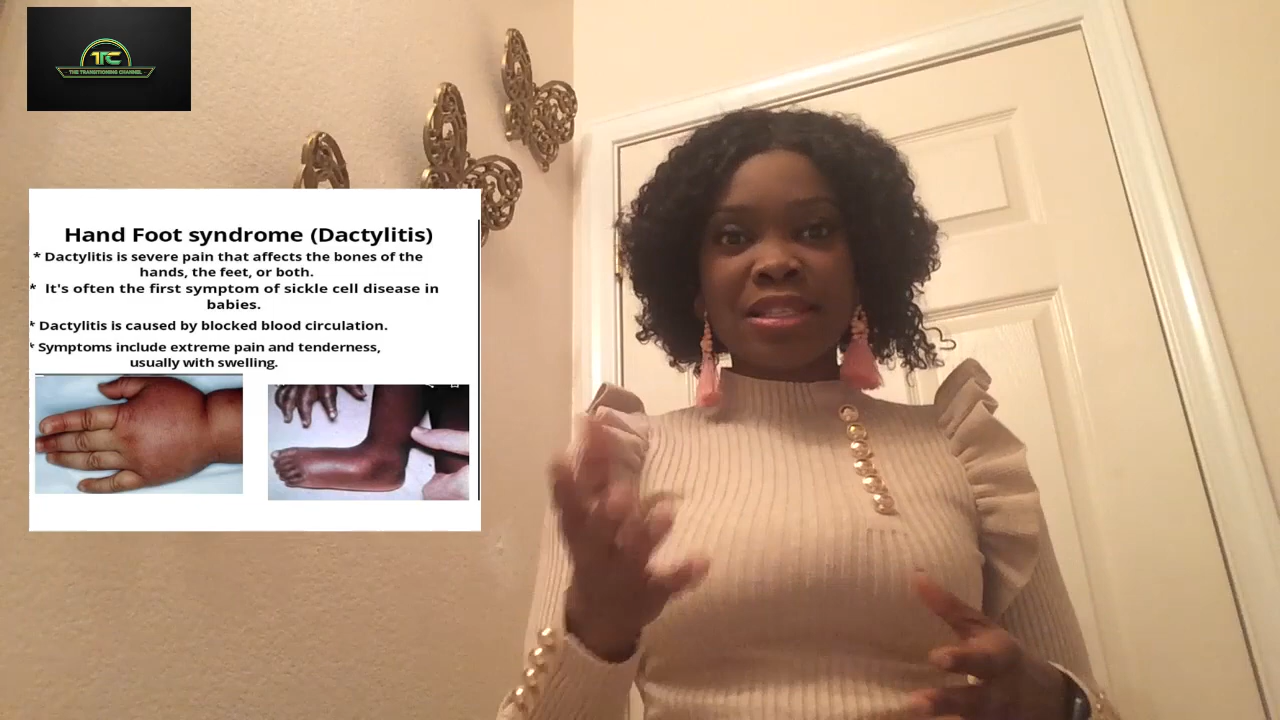 TC
THE TRANSITIONING CHANNEL
Hand Foot syndrome (Dactylitis)
* Dactylitis is severe pain that affects the bones of the
hands, the feet, or both.
* It's often the first symptom of sickle cell disease in
babies.
* Dactylitis is caused by blocked blood circulation.
* Symptoms include extreme pain and tenderness,
usually with swelling.